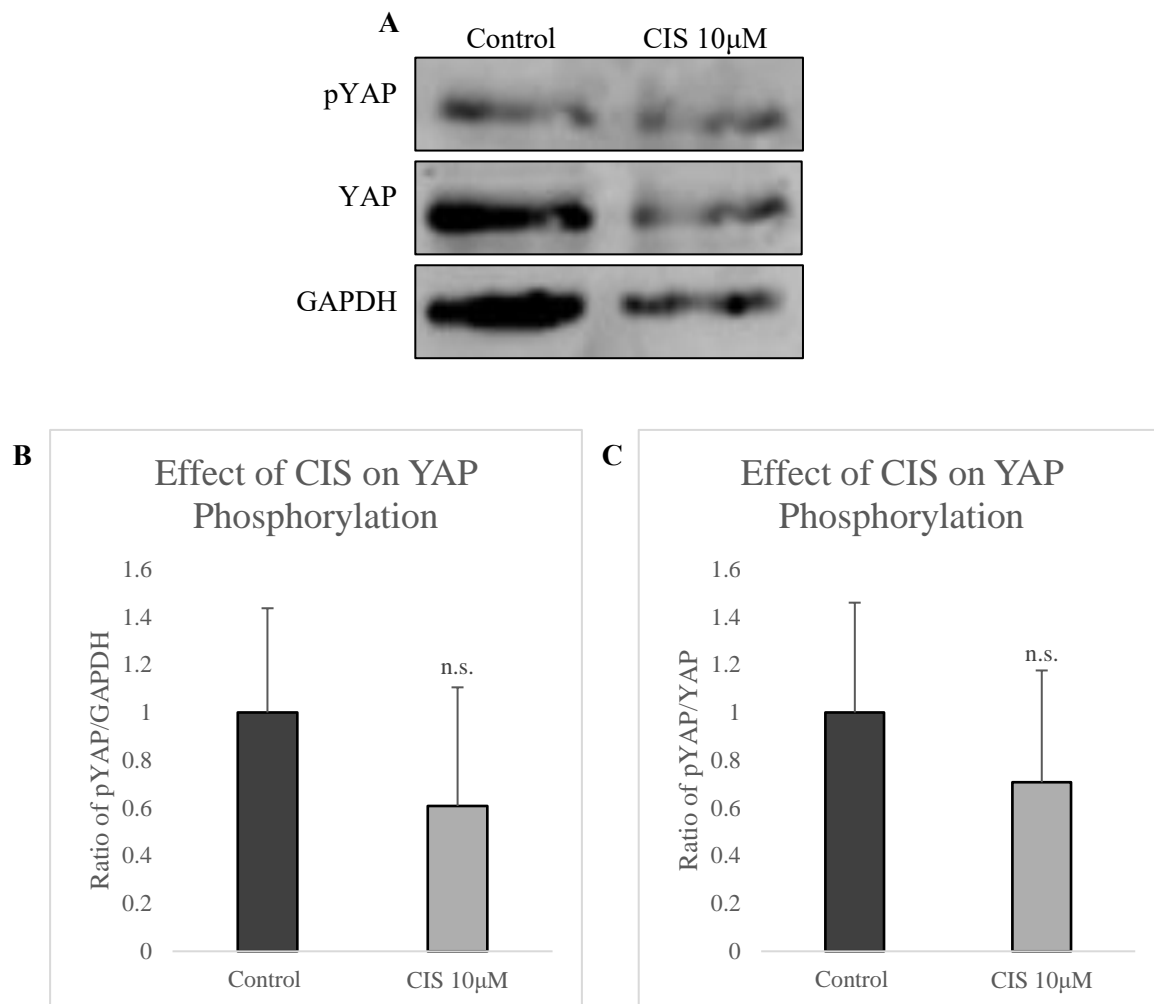 A
Control CIS 10μM
pYAP
YAP
GAPDH
B
Effect of CIS on YAP
Phosphorylation
Ratio of pYAP/GAPDH
1.6
1.4
1.2
1
0.8
0.6
0.4
0.2
0
n.s.
Control CIS 10μM
C
Effect of CIS on YAP
Phosphorylation
Ratio of pYAP/YAP
1.6
1.4
1.2
1
0.8
0.6
0.4
0.2
0
n.s.
Control CIS 10μM